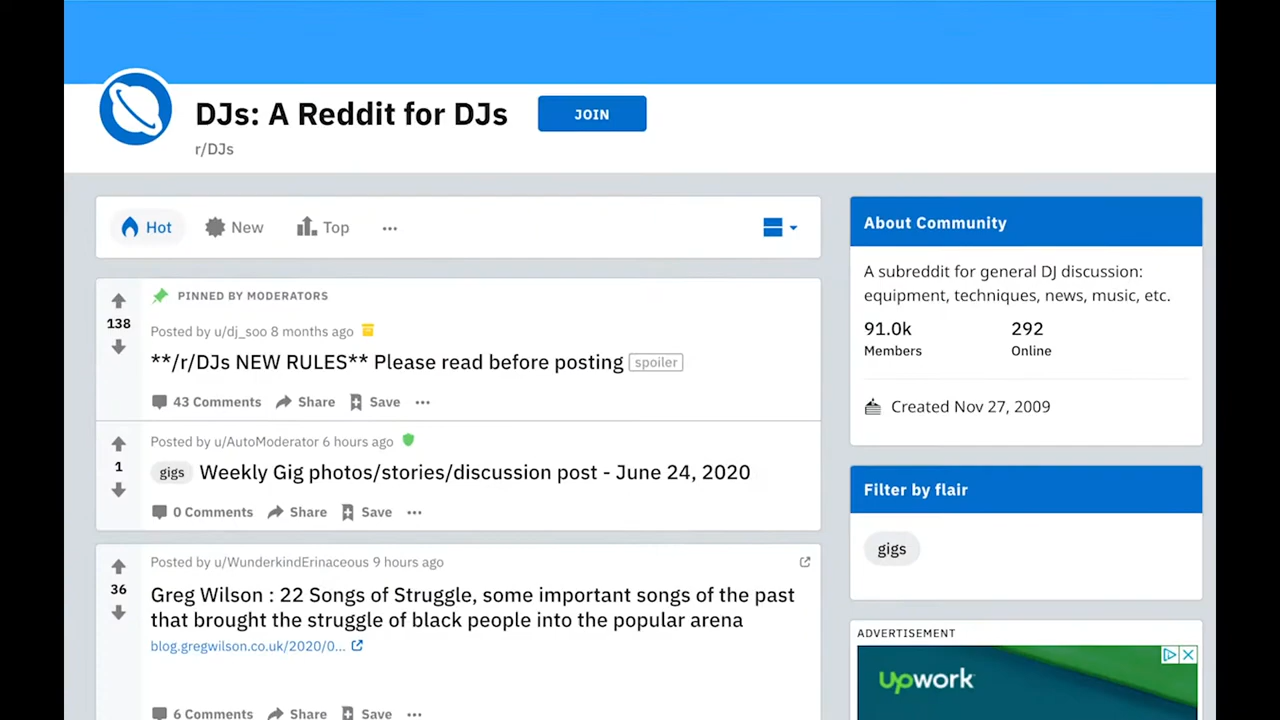 DJs: A Reddit for DJs
JOIN
r/DJs
Hot
New
Top
PINNED BY MODERATORS
138
Posted by u/dj_soo 8 months ago
**/r/DJs NEW RULES** Please read before posting spoiler
43 Comments Share Save
Posted by u/AutoModerator 6 hours ago
1
gigs Weekly Gig photos/stories/discussion post - June 24, 2020
0 Comments Share Save
Posted by u/WunderkindErinaceous 9 hours ago
36
Greg Wilson : 22 Songs of Struggle, some important songs of the past
that brought the struggle of black people into the popular arena
blog.gregwilson.co.uk/2020/0...
6 Comments Share Save
About Community
A subreddit for general DJ discussion:
equipment, techniques, news, music, etc.
91.0k 292
Members Online
Created Nov 27, 2009
Filter by flair
gigs
ADVERTISEMENT
upwork